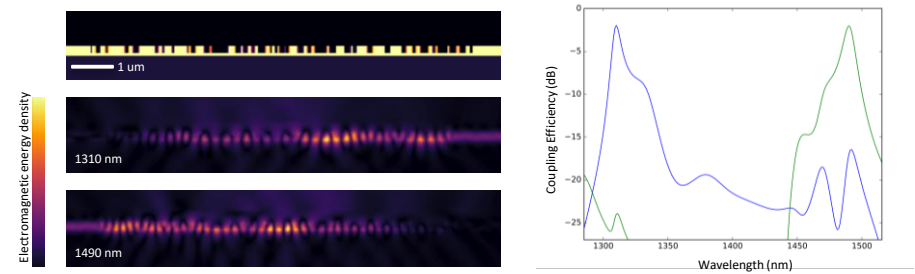 1 um
Electromagnetic energy density
1310 nm
1490 nm
Coupling Efficiency (dB)
0
−5
−10
−15
−20
−25
1300 1350 1400 1450 1500
Wavelength (nm)